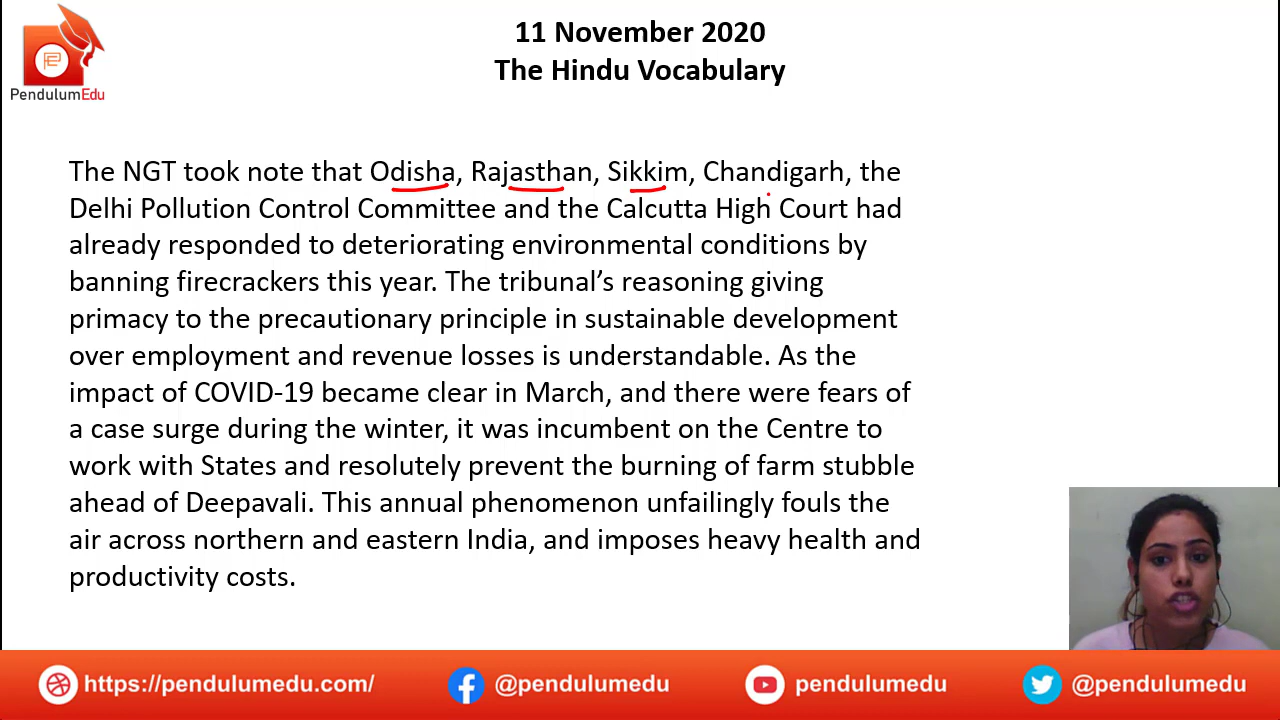 11 November 2020
The Hindu Vocabulary
PE
PendulumEdu
The NGT took note that Odisha, Rajasthan, Sikkim, Chandigarh, the
Delhi Pollution Control Committee and the Calcutta High Court had
already responded to deteriorating environmental conditions by
banning firecrackers this year. The tribunal’s reasoning giving
primacy to the precautionary principle in sustainable development
over employment and revenue losses is understandable. As the
impact of COVID-19 became clear in March, and there were fears of
a case surge during the winter, it was incumbent on the Centre to
work with States and resolutely prevent the burning of farm stubble
ahead of Deepavali. This annual phenomenon unfailingly fouls the
air across northern and eastern India, and imposes heavy health and
productivity costs.
https://pendulumedu.com/ @pendulumedu pendulumedu @pendulumedu